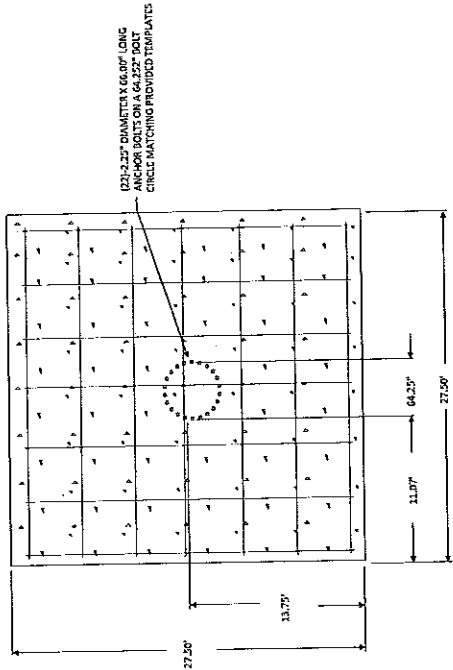 (22)-2.25" DIAMETER X 66.00" LONG
ANCHOR BOLTS ON A 64.252" BOLT
CIRCLE MATCHING PROVIDED TEMPLATES
27.50'
13.75'
11.07'
64.25"
27.50'